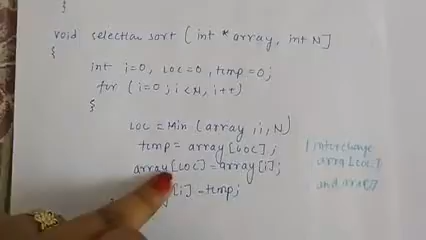 }
void selection sort (int * array, int N]
{
int i=0, LOC=0, temp=0;
for (i=0; i<N, i++)
{
LOC = Min (array, i, N)
temp = array [LOC];
array[LOC] = array[i];
[i] = temp;
/ interchange
array [LOC]
and array[]